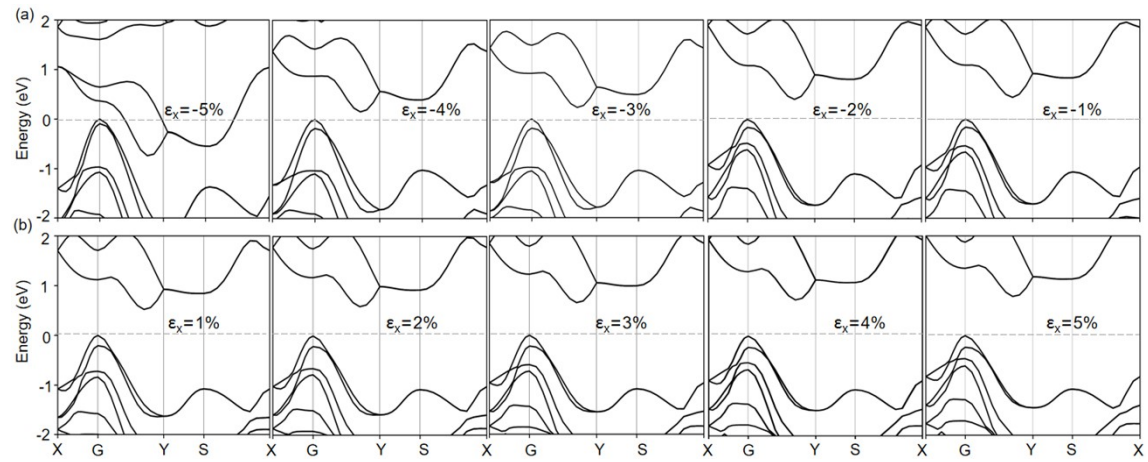 (a)
Energy (eV)
2
1
0
-1
-2
εx=-5%
εx=-4%
εx=-3%
εx=-2%
εx=-1%
(b)
Energy (eV)
2
1
0
-1
-2
εx=1%
εx=2%
εx=3%
εx=4%
εx=5%
X G Y S X G Y S X G Y S X G Y S X G Y S X